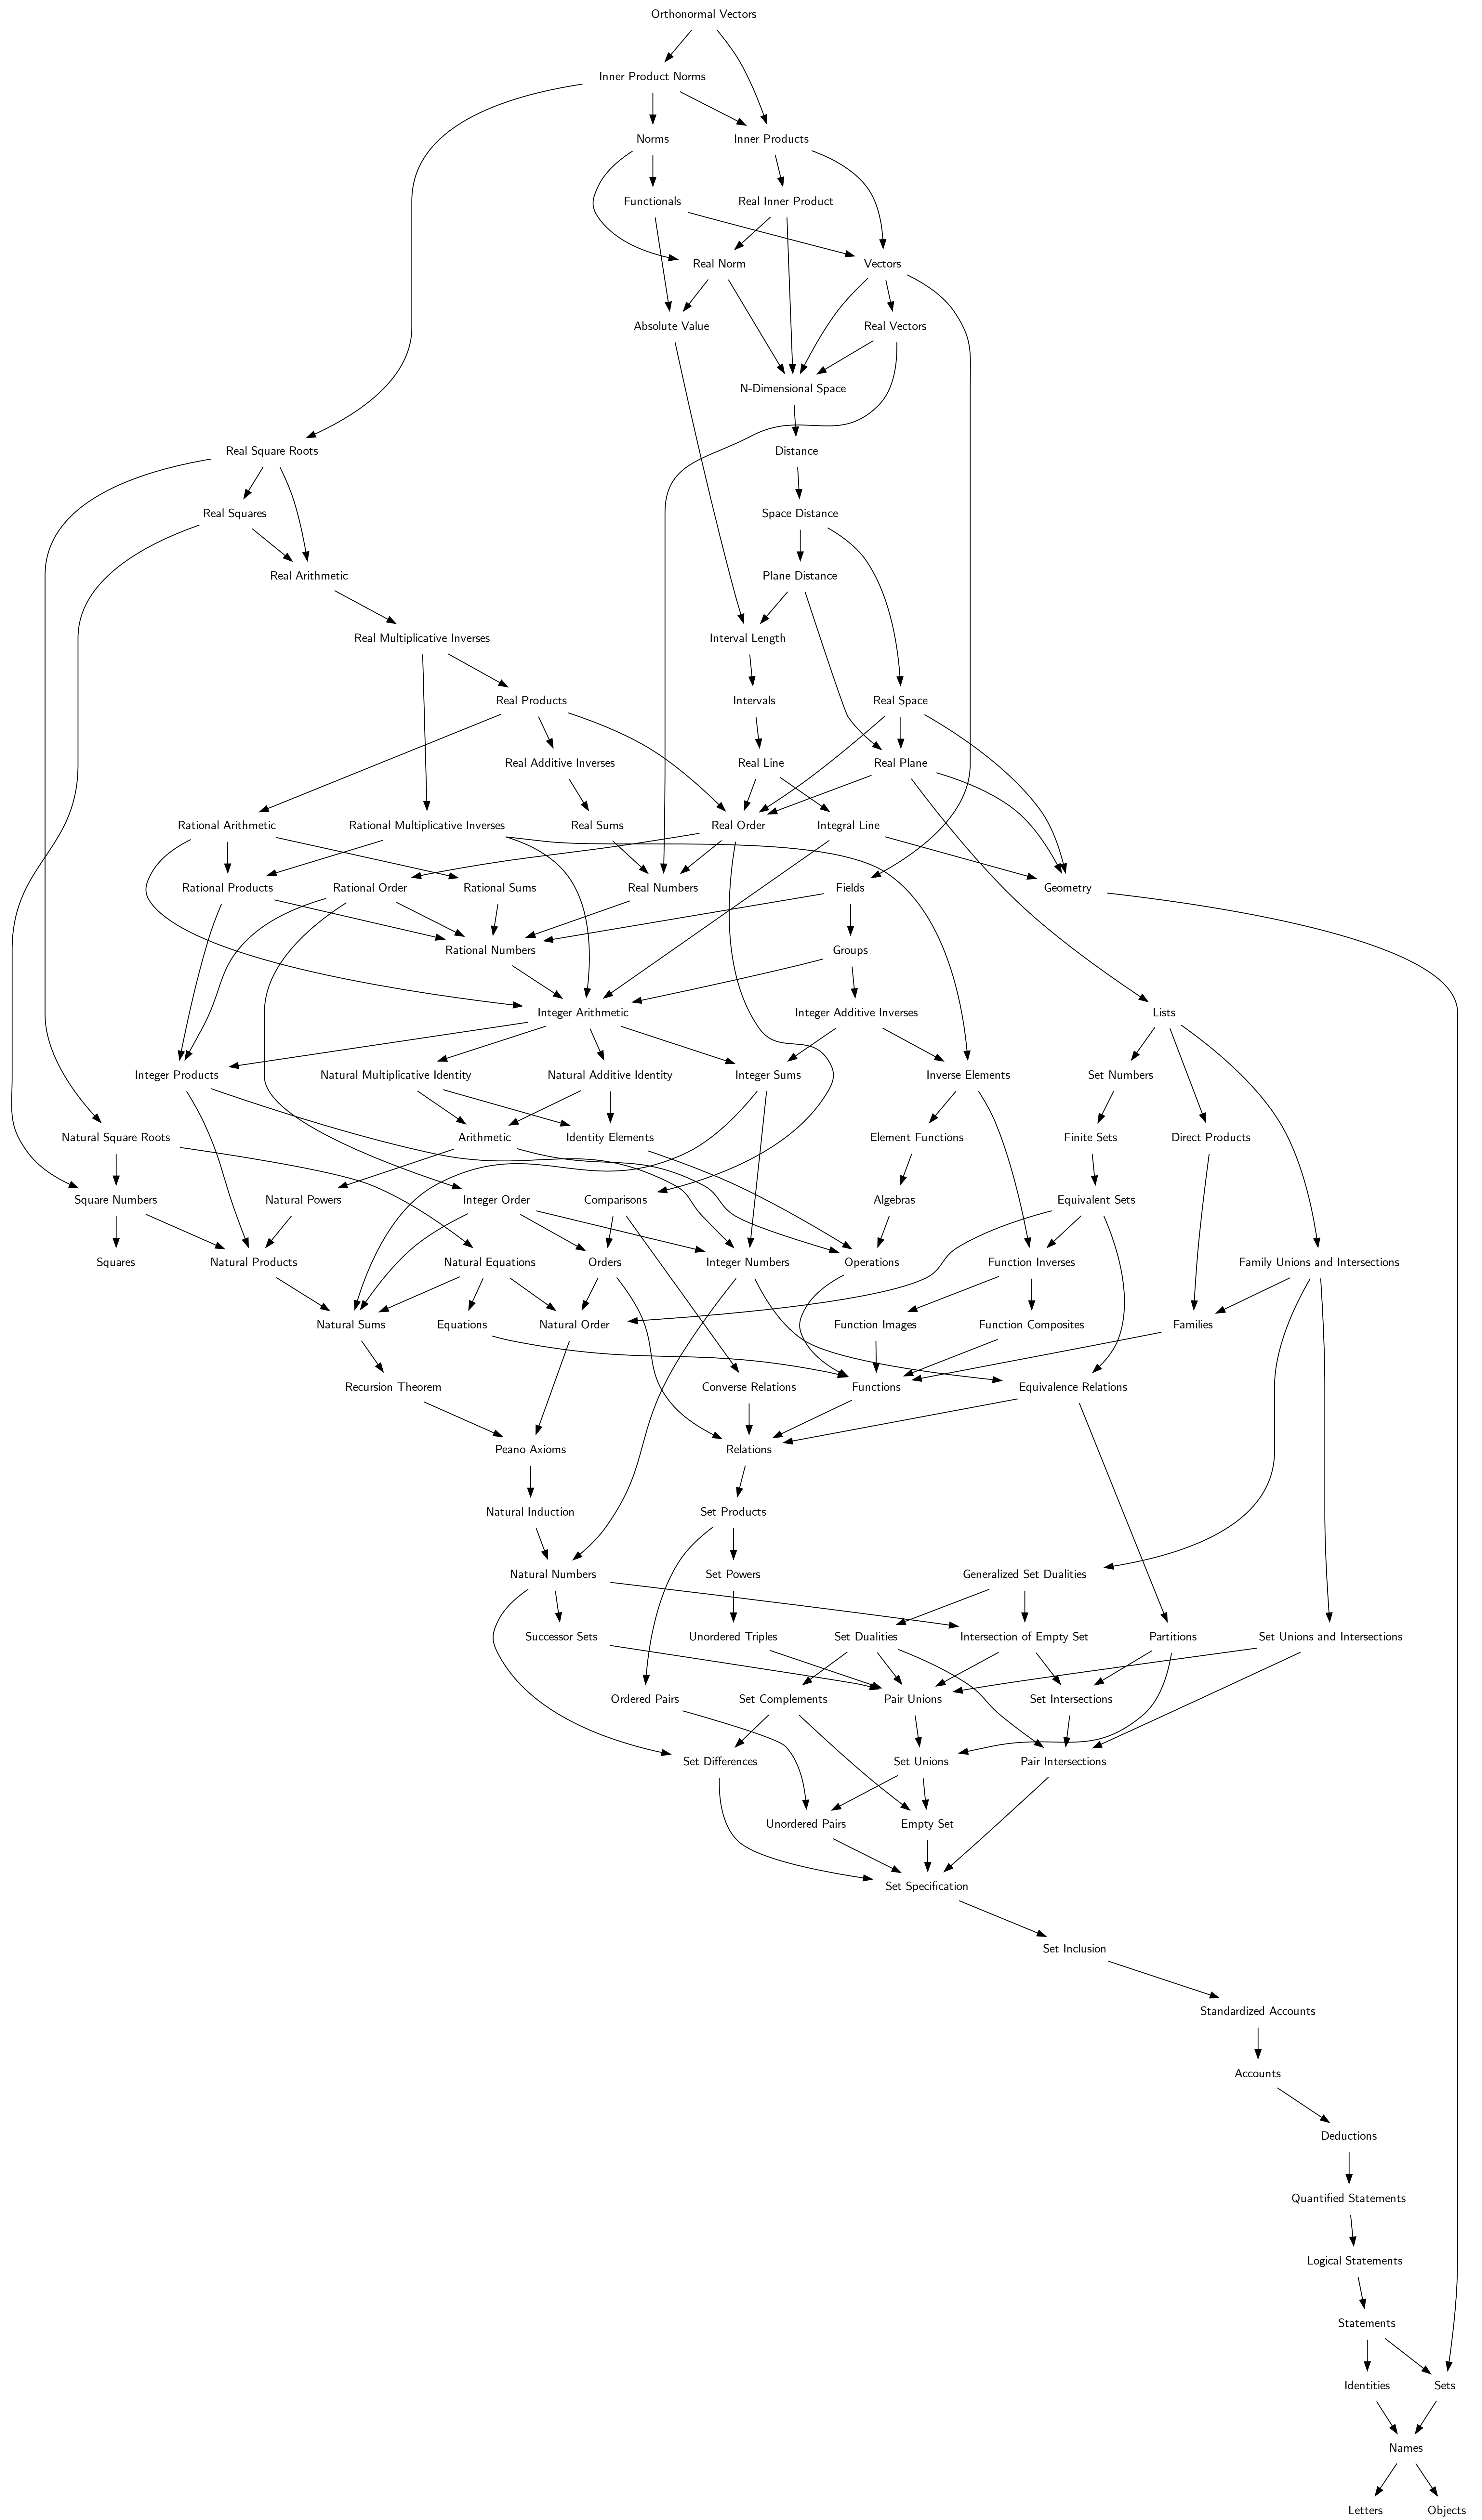 Orthonormal Vectors
Inner Product Norms
Norms
Inner Products
Functionals
Real Inner Product
Real Norm
Vectors
Absolute Value
Real Vectors
N-Dimensional Space
Real Square Roots
Distance
Real Squares
Space Distance
Real Arithmetic
Plane Distance
Real Multiplicative Inverses
Interval Length
Real Products
Intervals
Real Space
Real Additive Inverses
Real Line
Real Plane
Rational Arithmetic
Rational Multiplicative Inverses
Real Sums
Real Order
Integral Line
Rational Products
Rational Order
Rational Sums
Real Numbers
Fields
Geometry
Rational Numbers
Groups
Integer Arithmetic
Integer Additive Inverses
Lists
Integer Products
Natural Multiplicative Identity
Natural Additive Identity
Integer Sums
Inverse Elements
Set Numbers
Natural Square Roots
Arithmetic
Identity Elements
Element Functions
Finite Sets
Direct Products
Square Numbers
Natural Powers
Integer Order
Comparisons
Algebras
Equivalent Sets
Squares
Natural Products
Natural Equations
Orders
Integer Numbers
Operations
Function Inverses
Family Unions and Intersections
Natural Sums
Equations
Natural Order
Function Images
Function Composites
Families
Recursion Theorem
Converse Relations
Functions
Equivalence Relations
Peano Axioms
Relations
Natural Induction
Set Products
Natural Numbers
Set Powers
Generalized Set Dualities
Successor Sets
Unordered Triples
Set Dualities
Intersection of Empty Set
Partitions
Set Unions and Intersections
Ordered Pairs
Set Complements
Pair Unions
Set Intersections
Set Differences
Set Unions
Pair Intersections
Unordered Pairs
Empty Set
Set Specification
Set Inclusion
Standardized Accounts
Accounts
Deductions
Quantified Statements
Logical Statements
Statements
Identities
Sets
Names
Letters
Objects